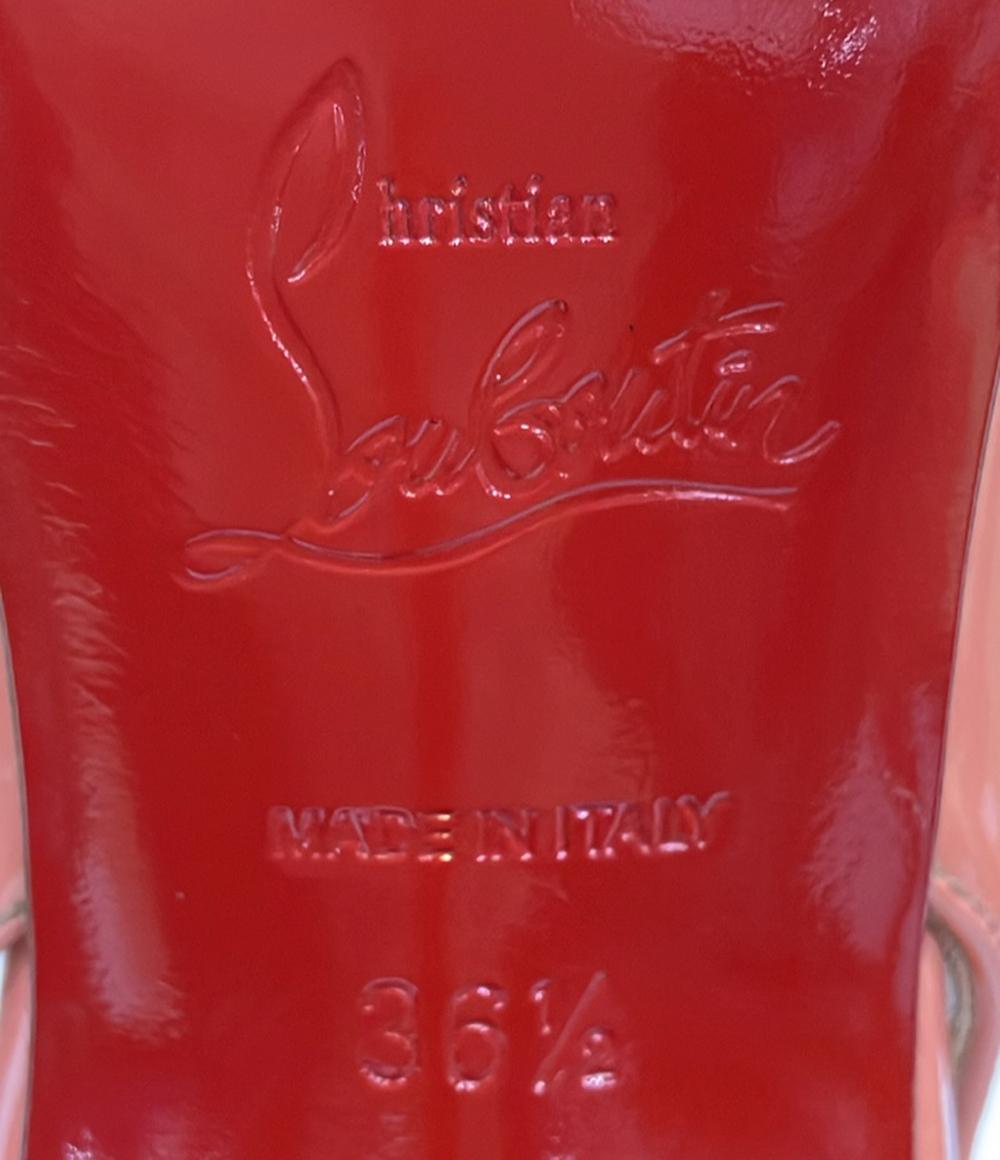 Christian
Louboutin
MADE IN ITALY
36½